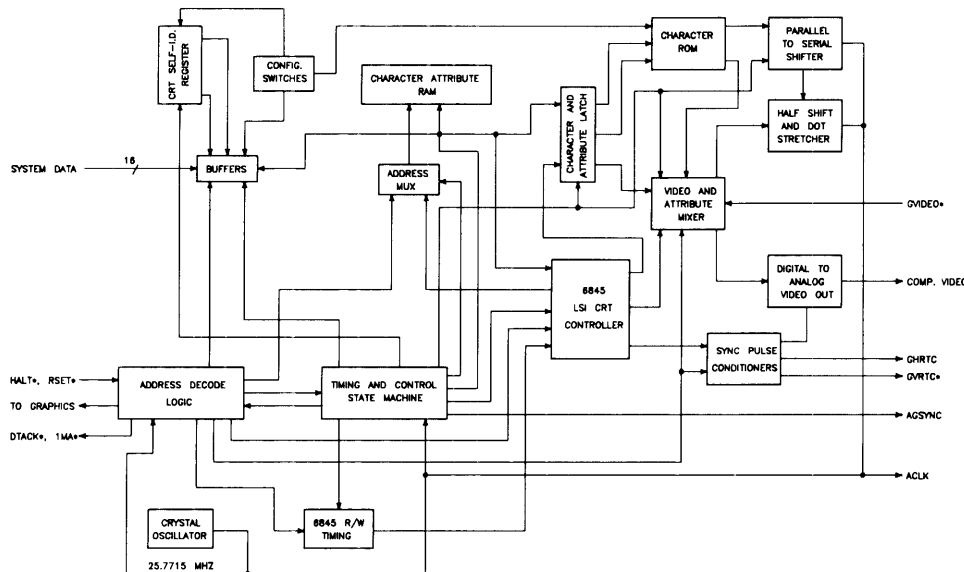 CRT SELF-I.D.
REGISTER
CONFIG.
SWITCHES
CHARACTER ATTRIBUTE
RAM
CHARACTER AND
ATTRIBUTE LATCH
CHARACTER
ROM
PARALLEL
TO SERIAL
SHIFTER
HALF SHIFT
AND DOT
STRETCHER
SYSTEM DATA
16
BUFFERS
ADDRESS
MUX
VIDEO AND
ATTRIBUTE
MIXER
GVIDEO*
6845
LSI CRT
CONTROLLER
DIGITAL TO
ANALOG
VIDEO OUT
COMP. VIDEO
SYNC PULSE
CONDITIONERS
GHRTC
GVRTC*
HALT*, RSET*
TO GRAPHICS
DTACK*, 1MA*
ADDRESS DECODE
LOGIC
TIMING AND CONTROL
STATE MACHINE
AGSYNC
ACLK
CRYSTAL
OSCILLATOR
25.7715 MHZ
6845 R/W
TIMING